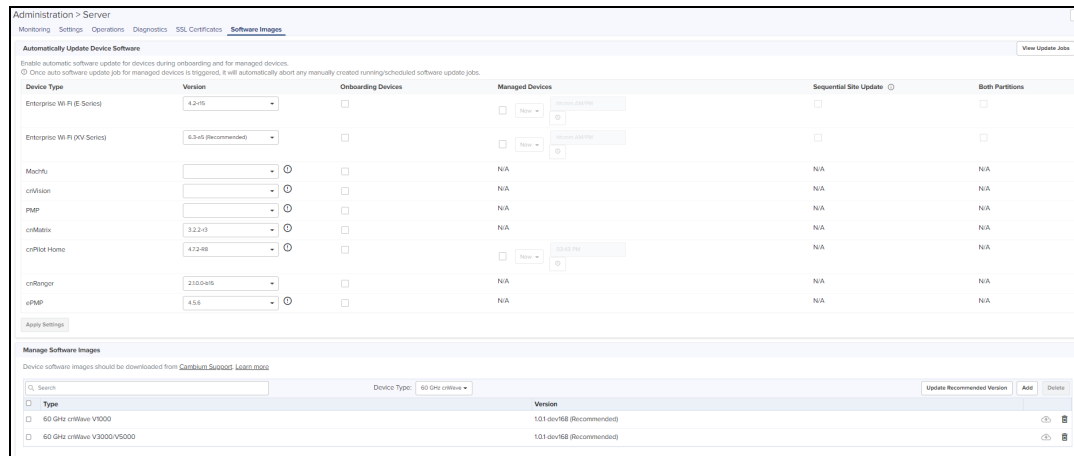 Administration > Server
Monitoring Settings Operations Diagnostics SSL Certificates Software Images
Automatically Update Device Software View Update Jobs
Enable automatic software update for devices during onboarding and for managed devices.
Once auto software update job for managed devices is triggered, it will automatically abort any manually created running/scheduled software update jobs.
Device Type Version Onboarding Devices Managed Devices Sequential Site Update Both Partitions
Enterprise Wi-Fi (E-Series) 4.2-r15 New
Enterprise Wi-Fi (XV-Series) 6.3-r5 (Recommended) New
Machfu N/A N/A N/A
cnVision N/A N/A N/A
PMP N/A N/A N/A
cnMatrix 3.2.2-r3 N/A N/A N/A
cnPilot Home 4.7.2-R8 New N/A N/A
cnRanger 2.1.0.0-b15 N/A N/A N/A
ePMP 4.5.6 N/A N/A N/A
Apply Settings
Manage Software Images
Device software images should be downloaded from Cambium Support. Learn more
Search Device Type: 60 GHz cnWave Update Recommended Version Add Delete
Type Version
60 GHz cnWave V1000 1.0.1-dev168 (Recommended)
60 GHz cnWave V3000/V5000 1.0.1-dev168 (Recommended)